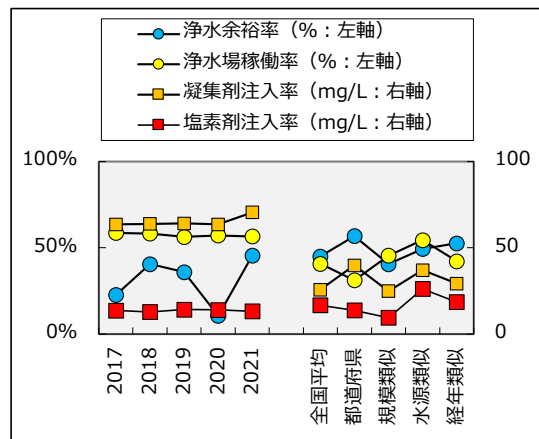 浄水余裕率（%：左軸）
浄水場稼働率（%：左軸）
凝集剤注入率（mg/L：右軸）
塩素剤注入率（mg/L：右軸）
100%
100
50%
50
0%
0
2017
2018
2019
2020
2021
全国平均
都道府県
規模類似
水源類似
経年類似